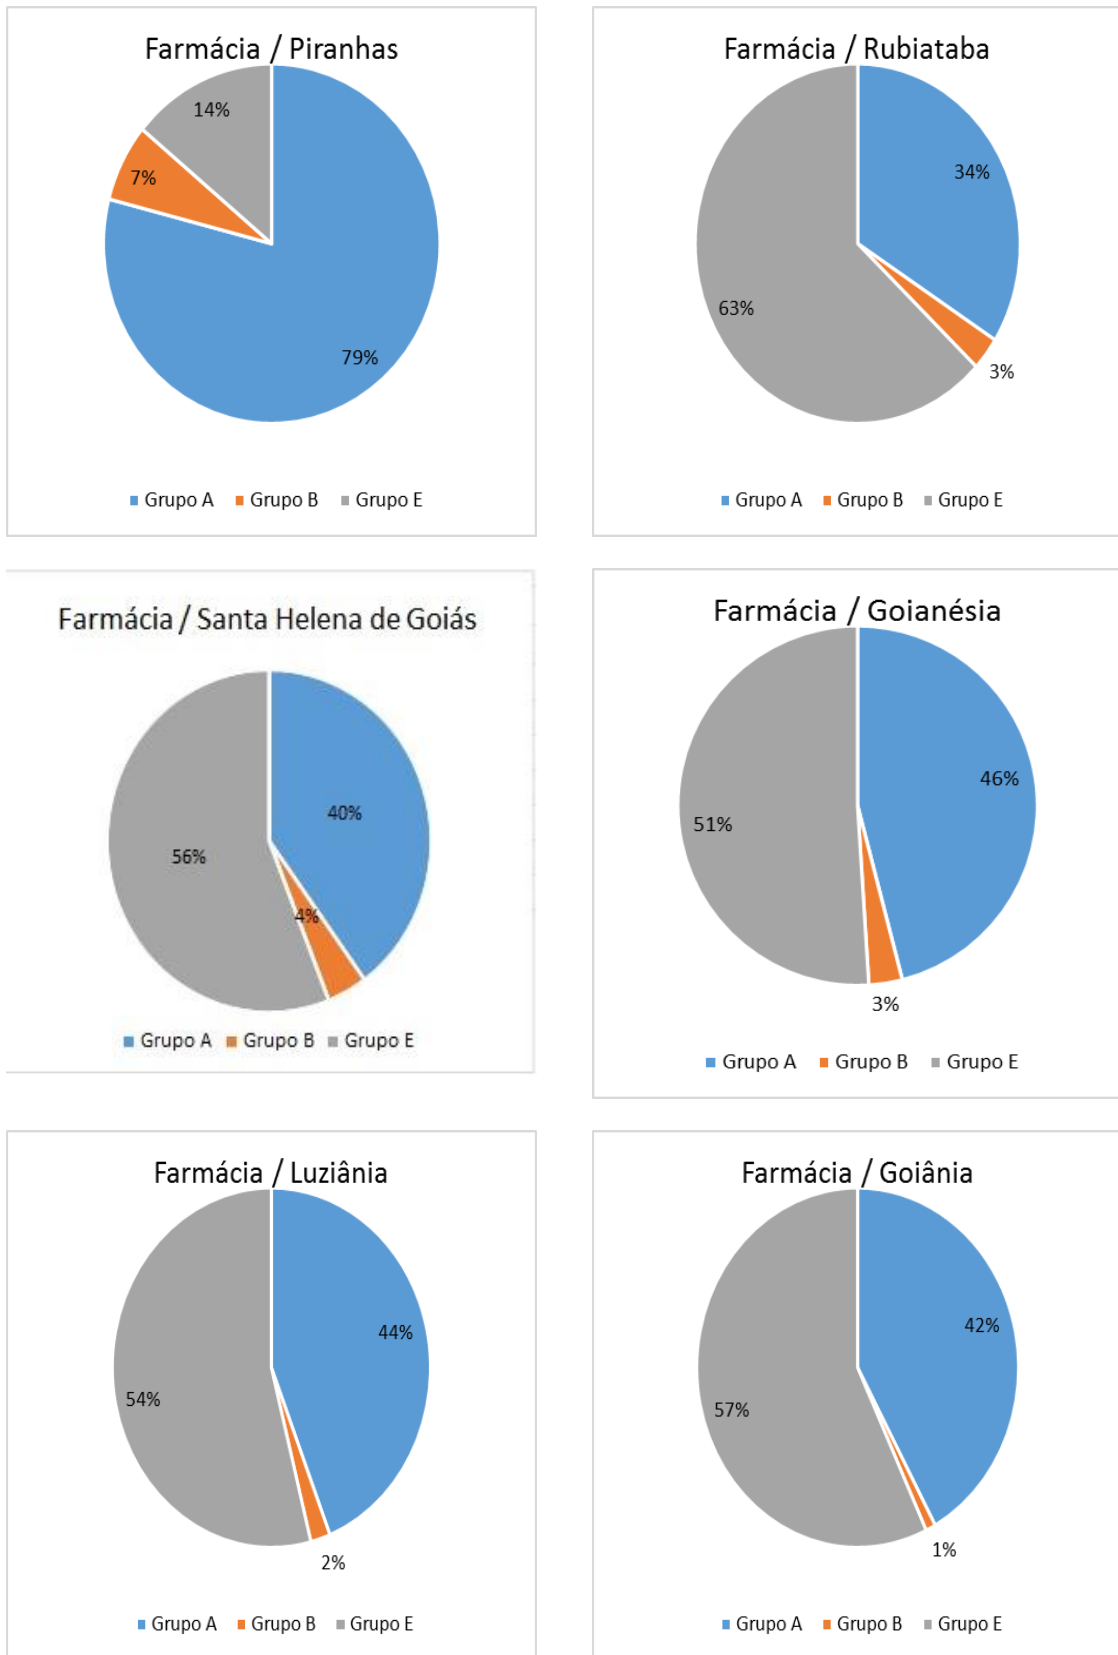 Farmácia / Piranhas
14%
7%
79%
Grupo A Grupo B Grupo E
Farmácia / Rubiataba
34%
63%
3%
Grupo A Grupo B Grupo E
Farmácia / Santa Helena de Goiás
40%
56%
4%
Grupo A Grupo B Grupo E
Farmácia / Goianésia
46%
51%
3%
Grupo A Grupo B Grupo E
Farmácia / Luziânia
44%
54%
2%
Grupo A Grupo B Grupo E
Farmácia / Goiânia
42%
57%
1%
Grupo A Grupo B Grupo E